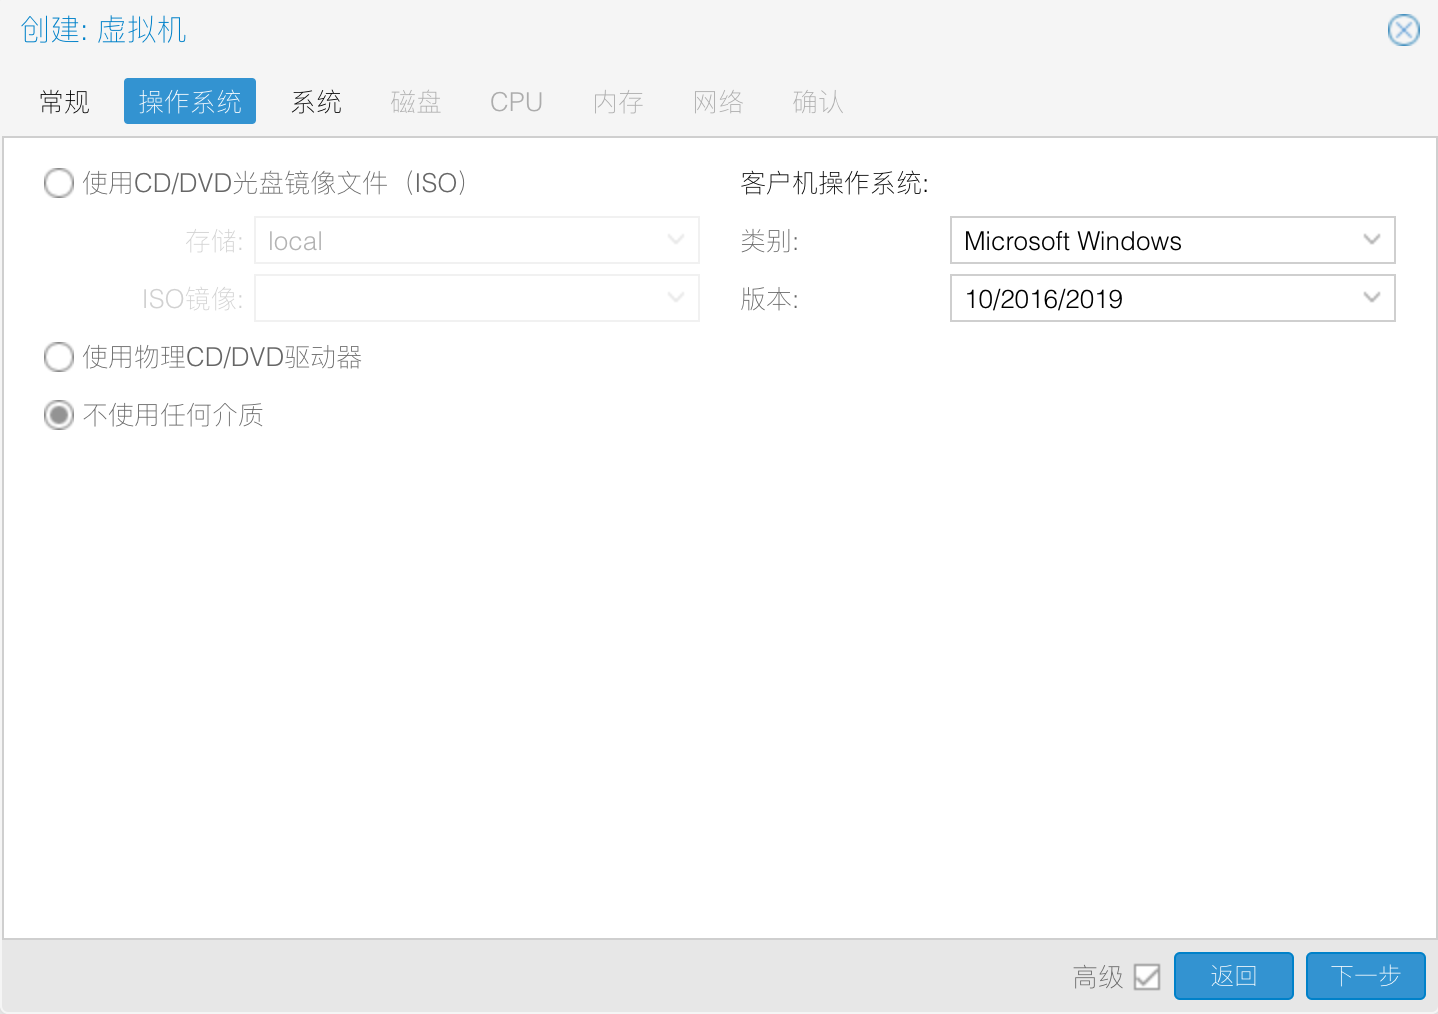 创建: 虚拟机
常规 操作系统 系统 磁盘 CPU 内存 网络 确认
使用CD/DVD光盘镜像文件（ISO）
存储: local
ISO镜像:
使用物理CD/DVD驱动器
不使用任何介质
客户机操作系统:
类别: Microsoft Windows
版本: 10/2016/2019
高级 返回 下一步